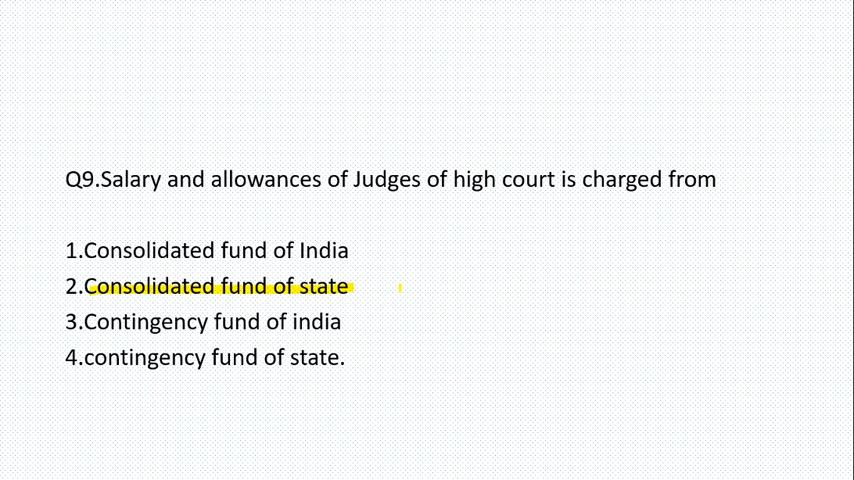 Q9.Salary and allowances of Judges of high court is charged from
1.Consolidated fund of India
2.Consolidated fund of state
3.Contingency fund of india
4.contingency fund of state.